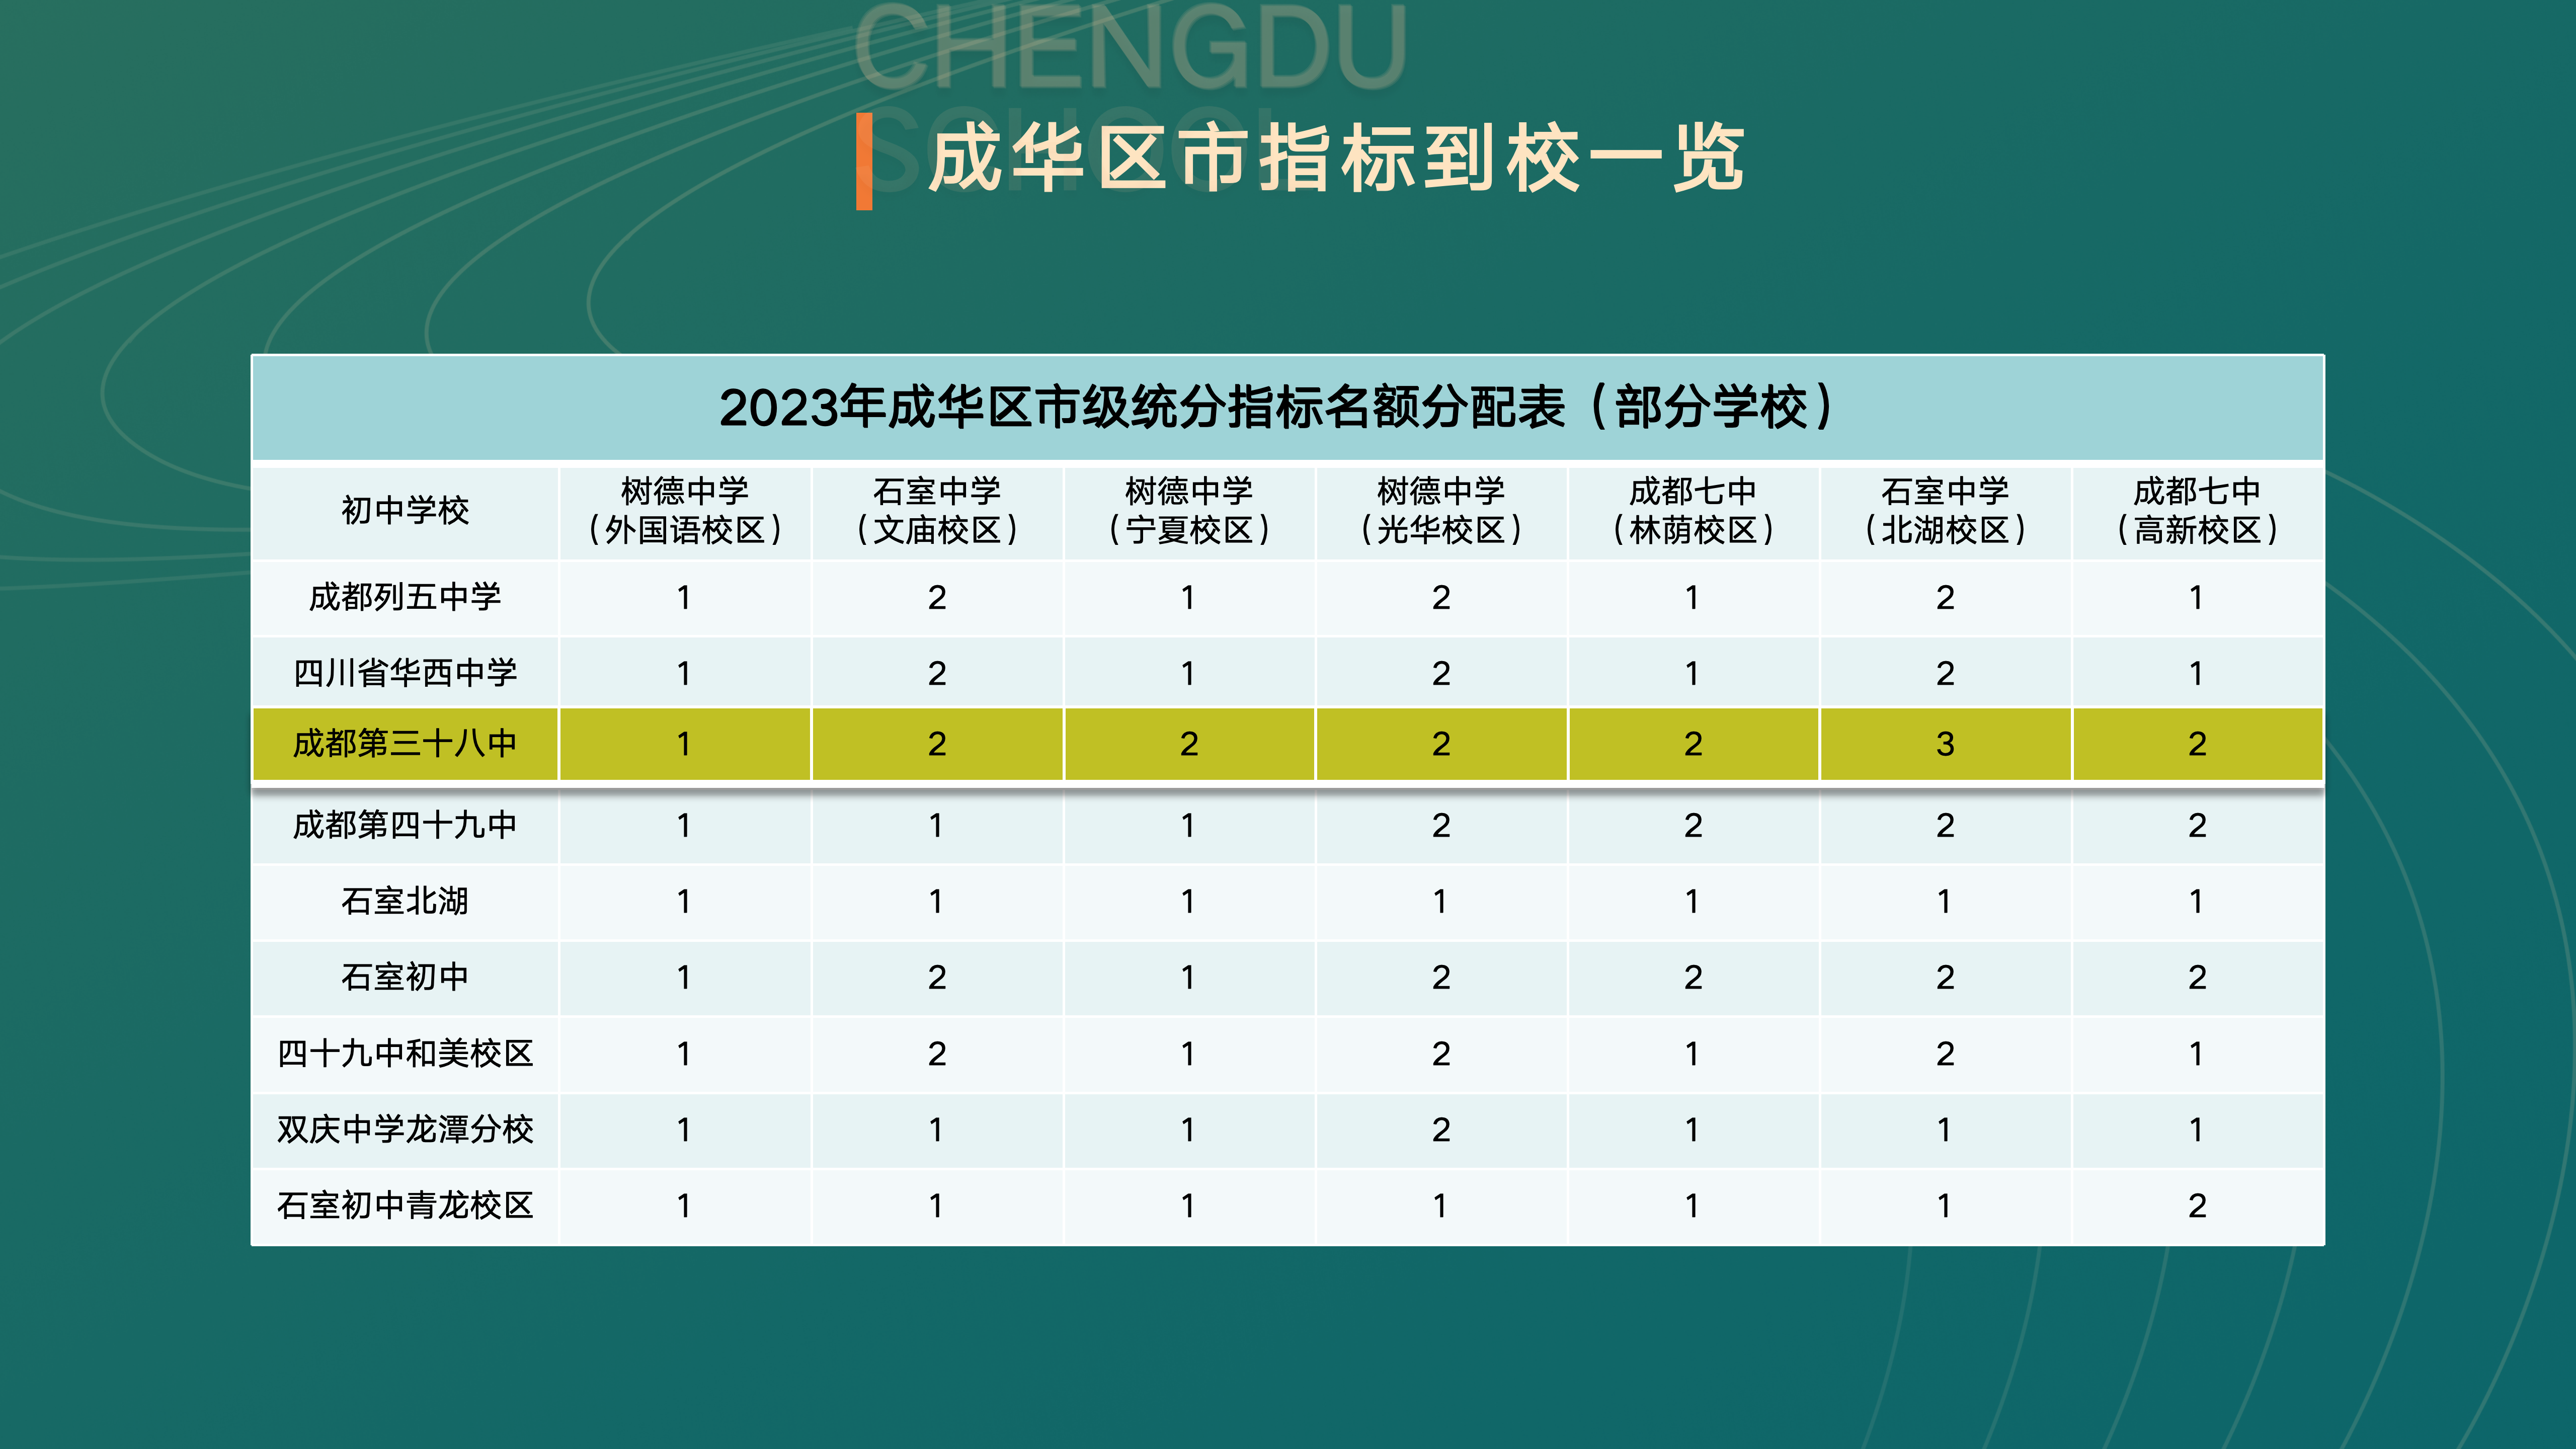 CHENGDU
SCHOOL
成华区市指标到校一览
2023年成华区市级统分指标名额分配表（部分学校）
初中学校 树德中学（外国语校区） 石室中学（文庙校区） 树德中学（宁夏校区） 树德中学（光华校区） 成都七中（林荫校区） 石室中学（北湖校区） 成都七中（高新校区）
成都列五中学 1 2 1 2 1 2 1
四川省华西中学 1 2 1 2 1 2 1
成都第三十八中 1 2 2 2 2 3 2
成都第四十九中 1 1 1 2 2 2 2
石室北湖 1 1 1 1 1 1 1
石室初中 1 2 1 2 2 2 2
四十九中和美校区 1 2 1 2 1 2 1
双庆中学龙潭分校 1 1 1 2 1 1 1
石室初中青龙校区 1 1 1 1 1 1 2